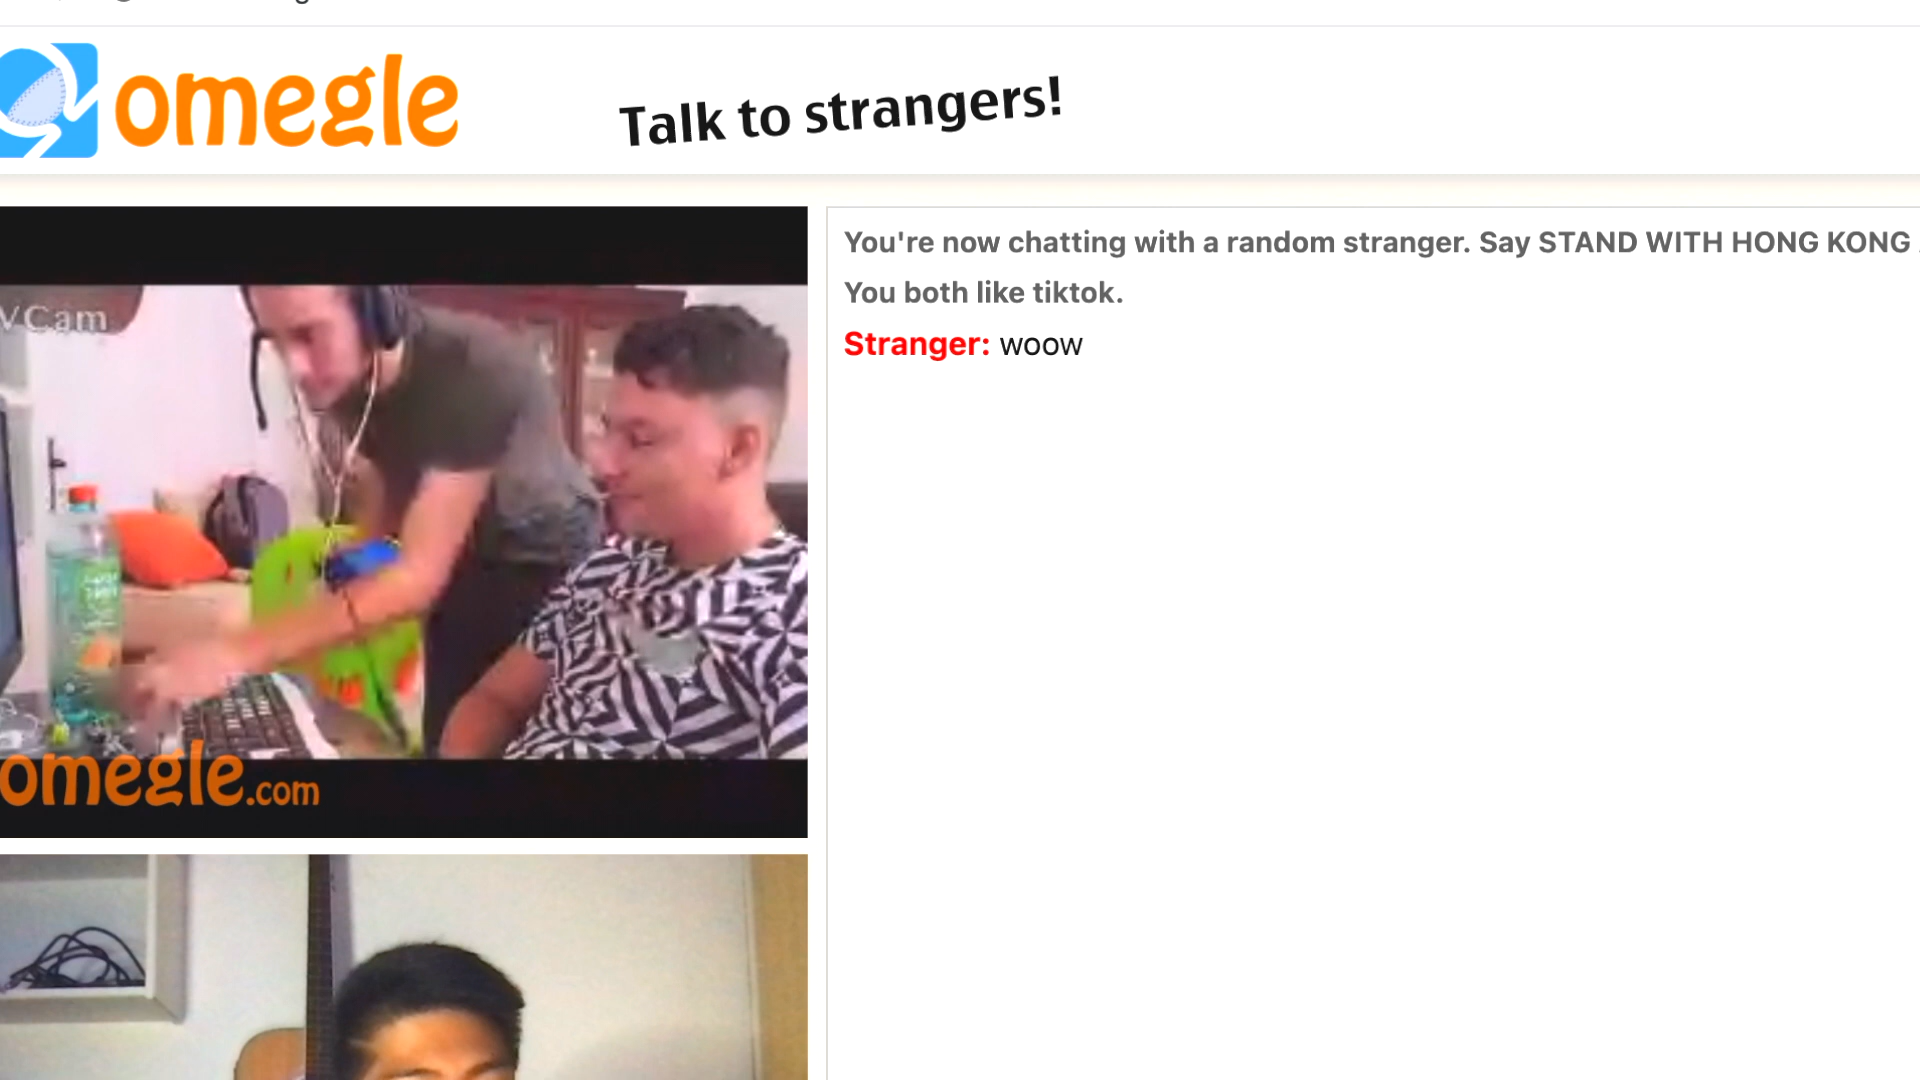 omegle
Talk to strangers!
You're now chatting with a random stranger. Say STAND WITH HONG KONG
You both like tiktok.
Stranger: woow
VCam
omegle.com